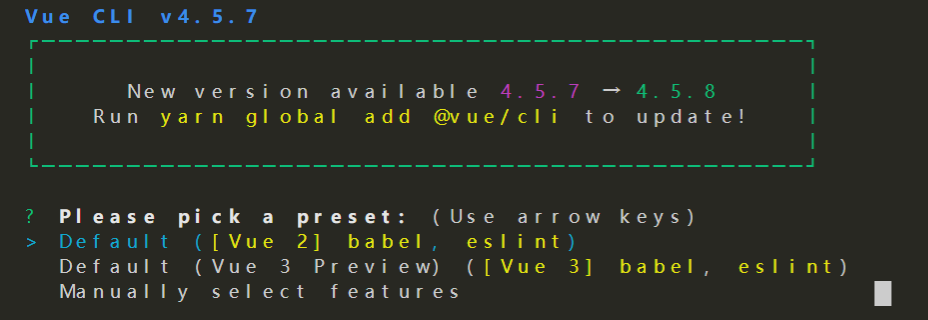 Vue CLI v4.5.7
New version available 4.5.7 → 4.5.8
Run yarn global add @vue/cli to update!
? Please pick a preset: (Use arrow keys)
> Default ([Vue 2] babel, eslint)
Default (Vue 3 Preview) ([Vue 3] babel, eslint)
Manually select features